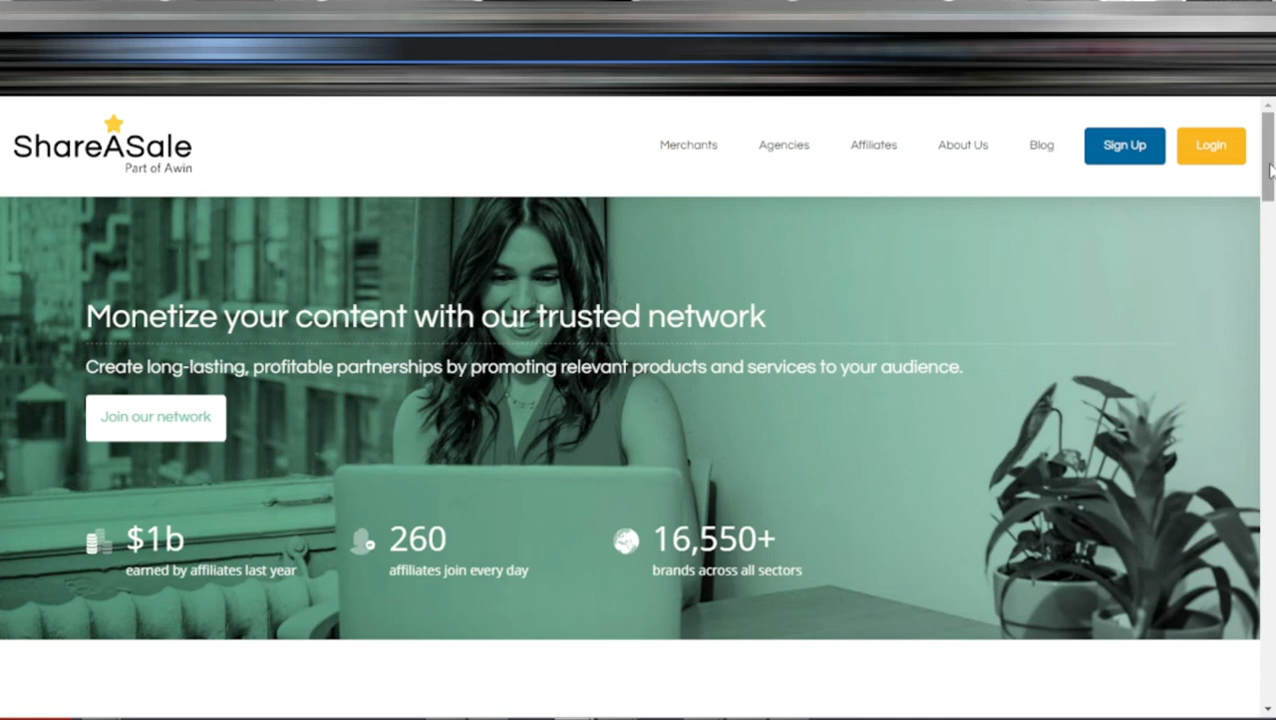 ShareASale
Part of Awin
Merchants
Agencies
Affiliates
About Us
Blog
Sign Up
Login
Monetize your content with our trusted network
Create long-lasting, profitable partnerships by promoting relevant products and services to your audience.
Join our network
$1b
earned by affiliates last year
260
affiliates join every day
16,550+
brands across all sectors